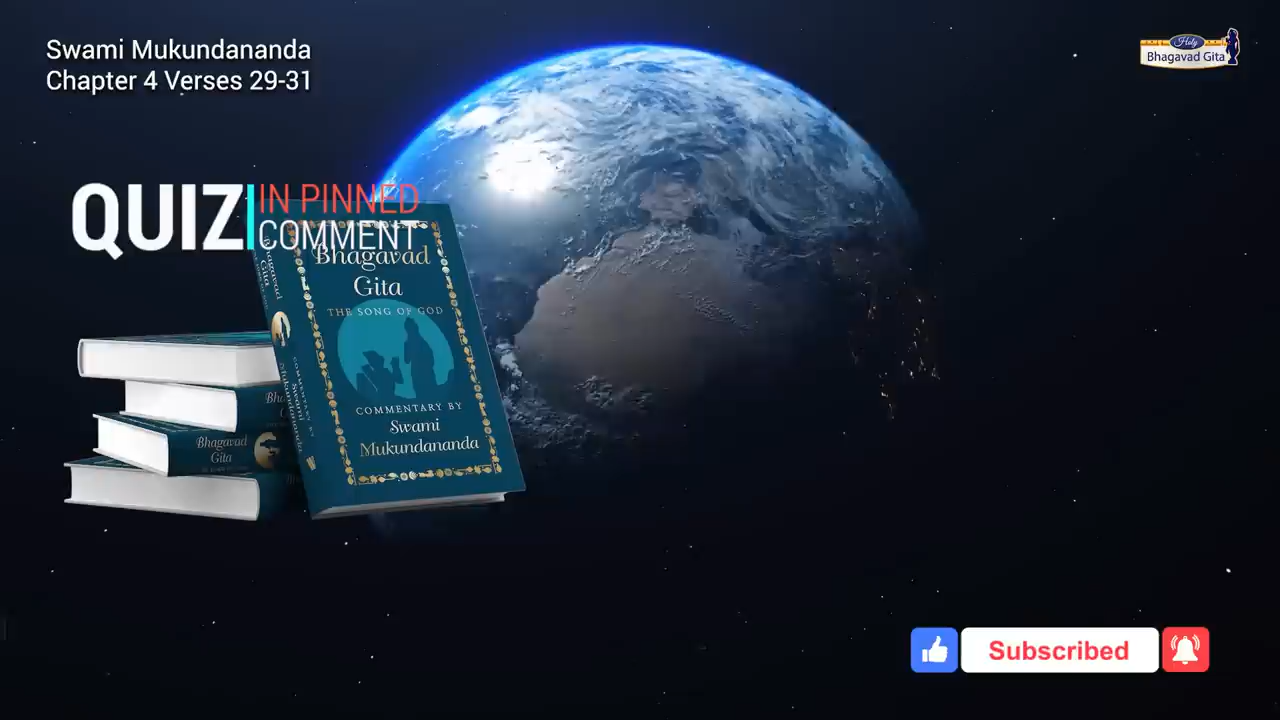 Swami Mukundananda
Chapter 4 Verses 29-31
Holy
Bhagavad Gita
QUIZ
IN PINNED
COMMENT
Bhagavad
Gita
THE SONG OF GOD
COMMENTARY BY
Swami
Mukundananda
Bhagavad
Gita
Subscribed